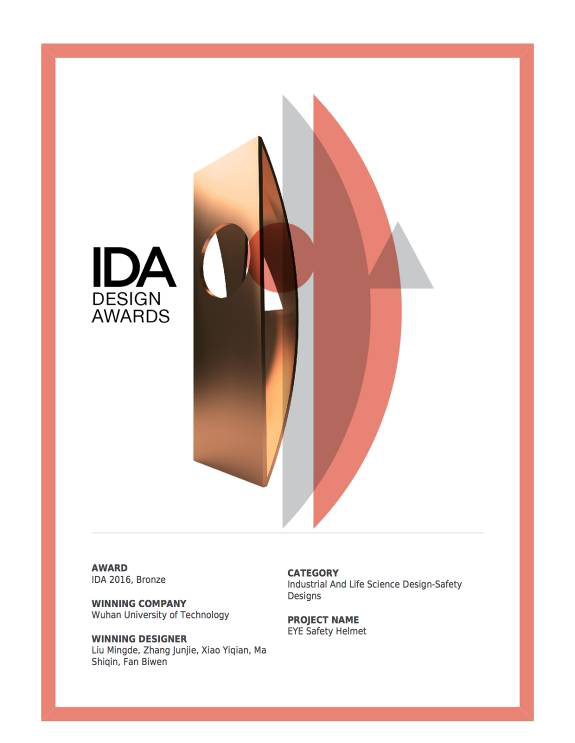 IDA
DESIGN
AWARDS
AWARD
IDA 2016, Bronze
WINNING COMPANY
Wuhan University of Technology
WINNING DESIGNER
Liu Mingde, Zhang Junjie, Xiao Yiqian, Ma
Shiqin, Fan Biwen
CATEGORY
Industrial And Life Science Design-Safety
Designs
PROJECT NAME
EYE Safety Helmet